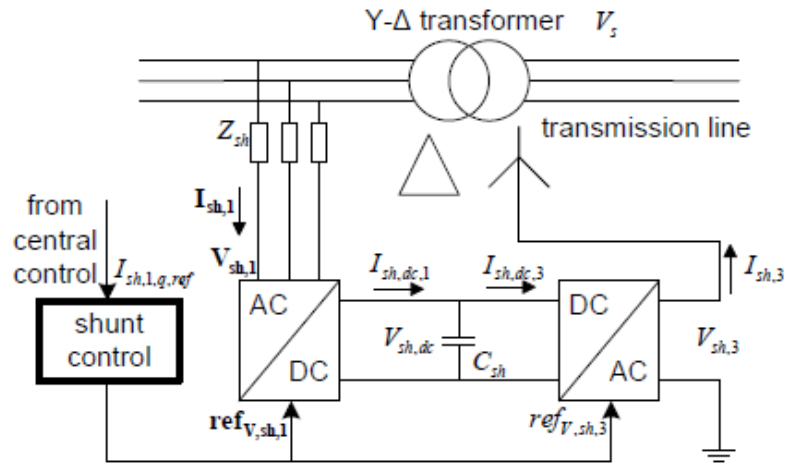 Y-Δ transformer V_s
Z_sh
transmission line
from
central
control
I_sh,1
V_sh,1
I_sh,1,q,ref
I_sh,dc,1
I_sh,dc,3
I_sh,3
shunt
control
AC
DC
V_sh,dc
C_sh
DC
AC
V_sh,3
ref_V,sh,1
ref_V,sh,3